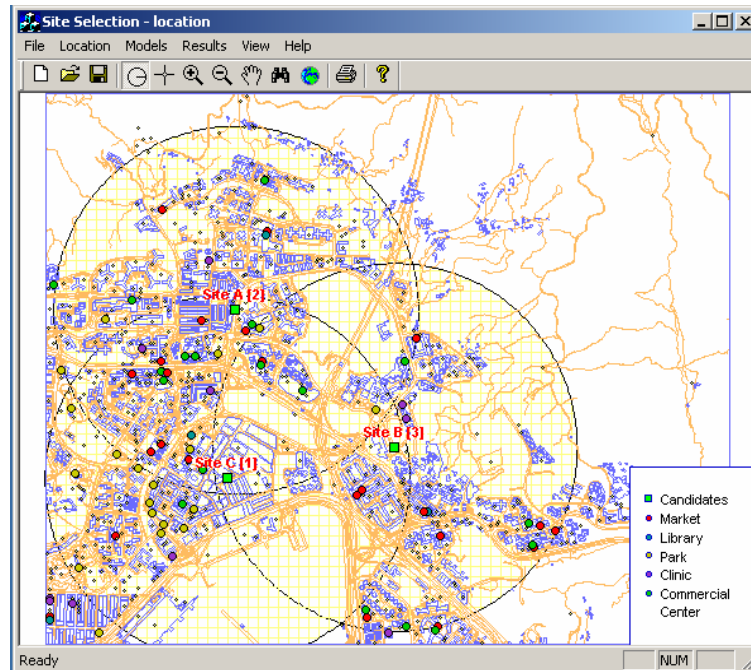 Site Selection - location
File Location Models Results View Help
Site A [2]
Site B [3]
Site C [1]
Candidates
Market
Library
Park
Clinic
Commercial
Center
Ready
NUM